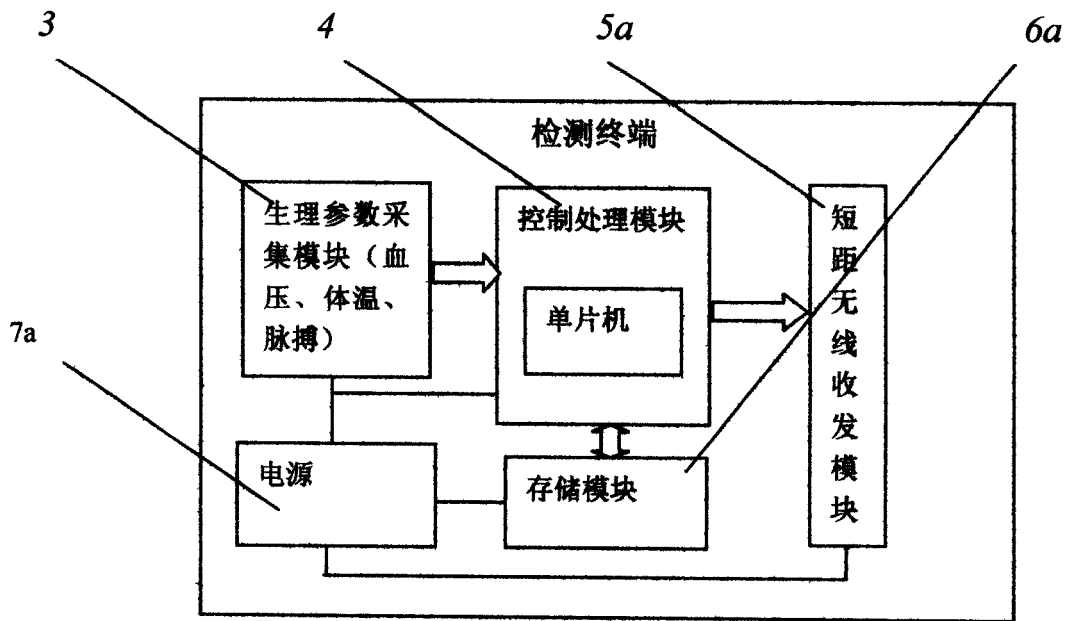 3
4
5a
6a
检测终端
生理参数采
集模块（血
压、体温、
脉搏）
控制处理模块
单片机
短
距
无
线
收
发
模
块
7a
电源
存储模块